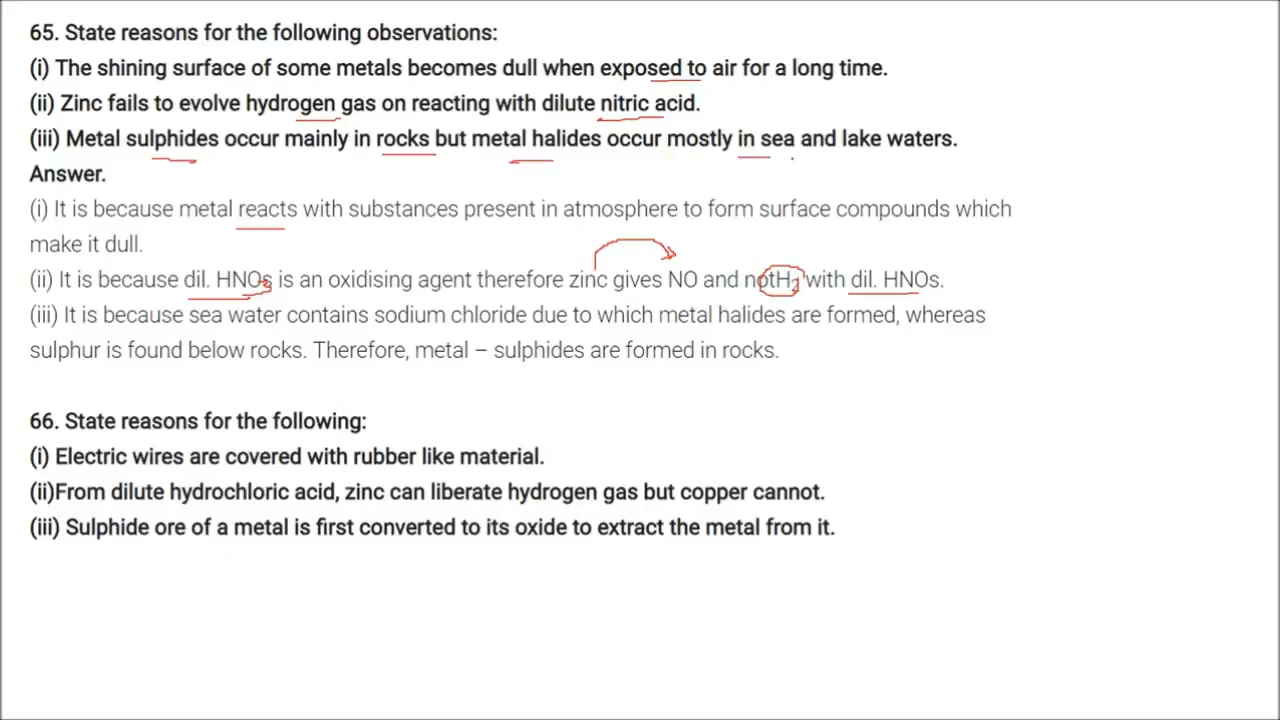 65. State reasons for the following observations:
(i) The shining surface of some metals becomes dull when exposed to air for a long time.
(ii) Zinc fails to evolve hydrogen gas on reacting with dilute nitric acid.
(iii) Metal sulphides occur mainly in rocks but metal halides occur mostly in sea and lake waters.
Answer.
(i) It is because metal reacts with substances present in atmosphere to form surface compounds which
make it dull.
(ii) It is because dil. HNO₃ is an oxidising agent therefore zinc gives NO and notH₂ with dil. HNOs.
(iii) It is because sea water contains sodium chloride due to which metal halides are formed, whereas
sulphur is found below rocks. Therefore, metal – sulphides are formed in rocks.
66. State reasons for the following:
(i) Electric wires are covered with rubber like material.
(ii)From dilute hydrochloric acid, zinc can liberate hydrogen gas but copper cannot.
(iii) Sulphide ore of a metal is first converted to its oxide to extract the metal from it.